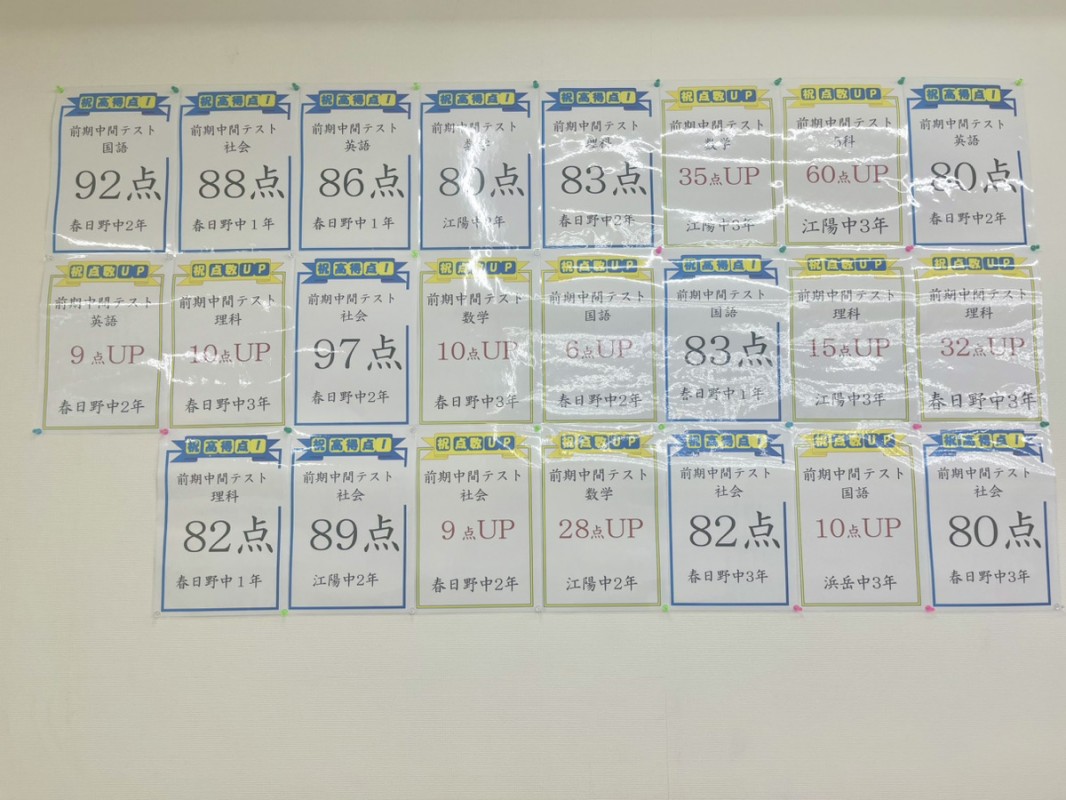 祝高得点！
前期中間テスト
国語
92点
春日野中2年
祝高得点！
前期中間テスト
社会
88点
春日野中1年
祝高得点！
前期中間テスト
英語
86点
春日野中1年
祝高得点！
前期中間テスト
数学
80点
江陽中2年
祝高得点！
前期中間テスト
理科
83点
春日野中2年
祝点数UP
前期中間テスト
数学
35点UP
江陽中3年
祝点数UP
前期中間テスト
5科
60点UP
江陽中3年
祝高得点！
前期中間テスト
英語
80点
春日野中2年
祝点数UP
前期中間テスト
英語
9点UP
春日野中2年
祝点数UP
前期中間テスト
理科
10点UP
春日野中3年
祝高得点！
前期中間テスト
社会
97点
春日野中2年
祝点数UP
前期中間テスト
数学
10点UP
春日野中3年
祝点数UP
前期中間テスト
国語
6点UP
春日野中2年
祝高得点！
前期中間テスト
国語
83点
春日野中1年
祝点数UP
前期中間テスト
理科
15点UP
江陽中3年
祝点数UP
前期中間テスト
理科
32点UP
春日野中3年
祝高得点！
前期中間テスト
理科
82点
春日野中1年
祝高得点！
前期中間テスト
社会
89点
江陽中2年
祝点数UP
前期中間テスト
社会
9点UP
春日野中2年
祝点数UP
前期中間テスト
数学
28点UP
江陽中2年
祝高得点！
前期中間テスト
社会
82点
春日野中3年
祝点数UP
前期中間テスト
国語
10点UP
浜岳中3年
祝高得点！
前期中間テスト
社会
80点
春日野中3年